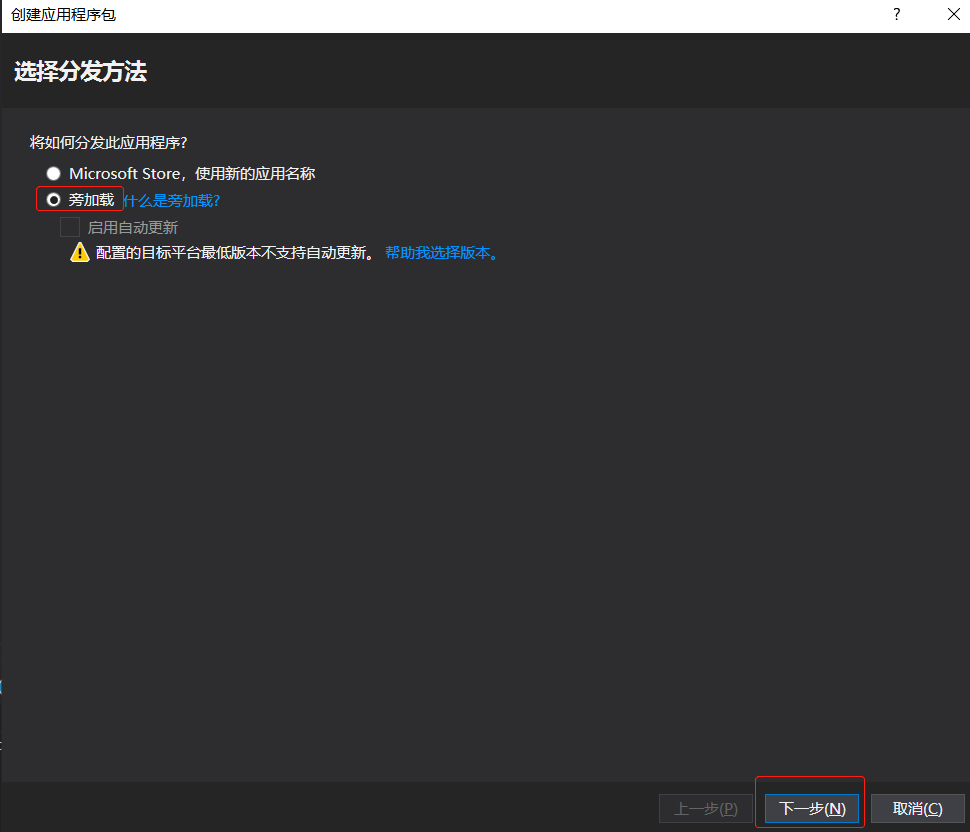 创建应用程序包
选择分发方法
将如何分发此应用程序?
Microsoft Store，使用新的应用名称
旁加载 什么是旁加载?
启用自动更新
配置的目标平台最低版本不支持自动更新。 帮助我选择版本。
上一步(P) 下一步(N) 取消(C)